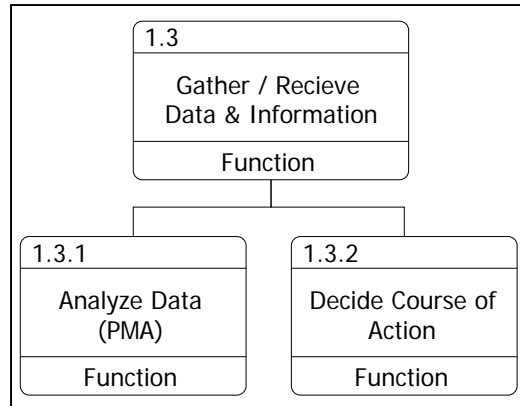 1.3
Gather / Recieve
Data & Information
Function
1.3.1
Analyze Data
(PMA)
Function
1.3.2
Decide Course of
Action
Function